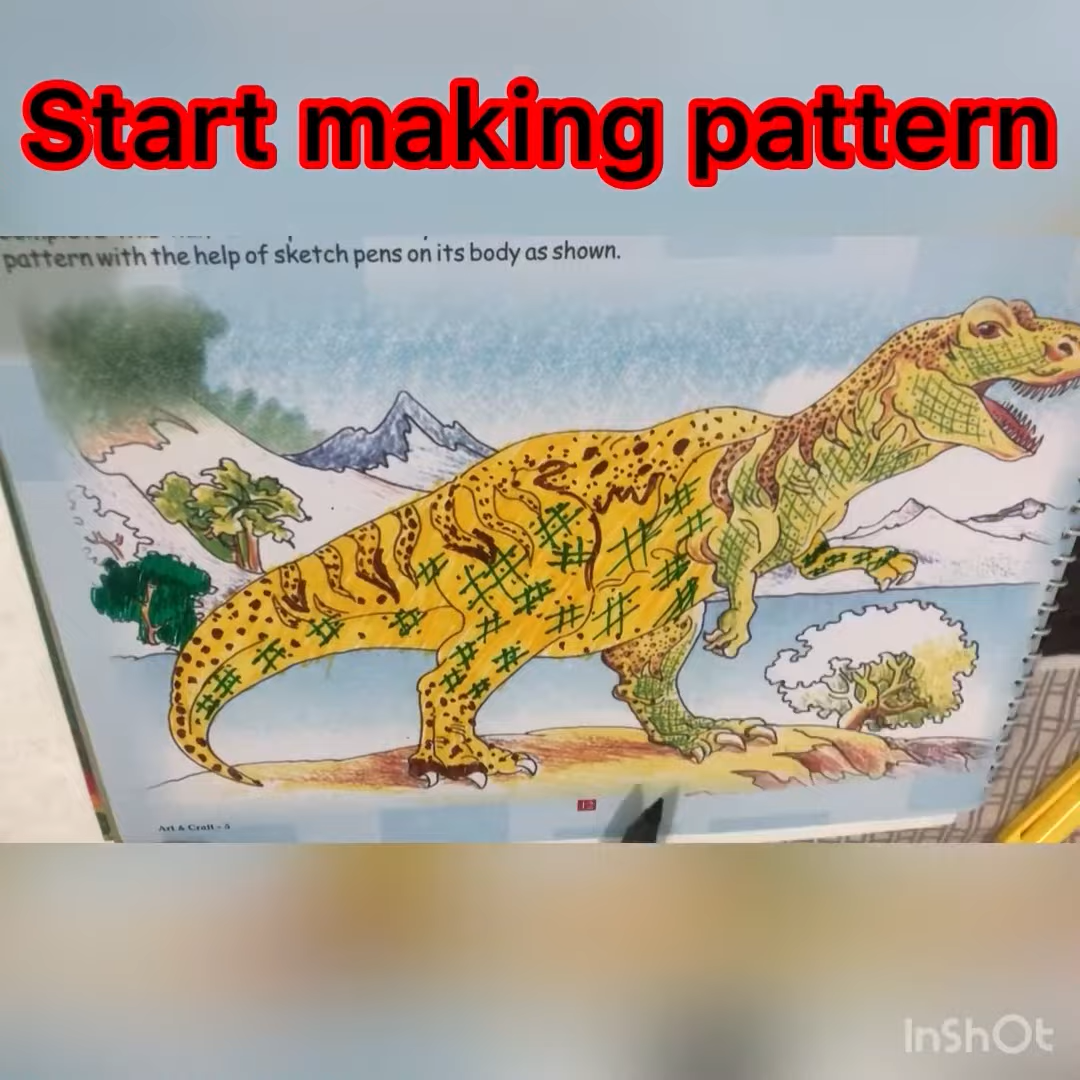 Start making pattern
pattern with the help of sketch pens on its body as shown.
12
Art & Craft - 5
InShOt